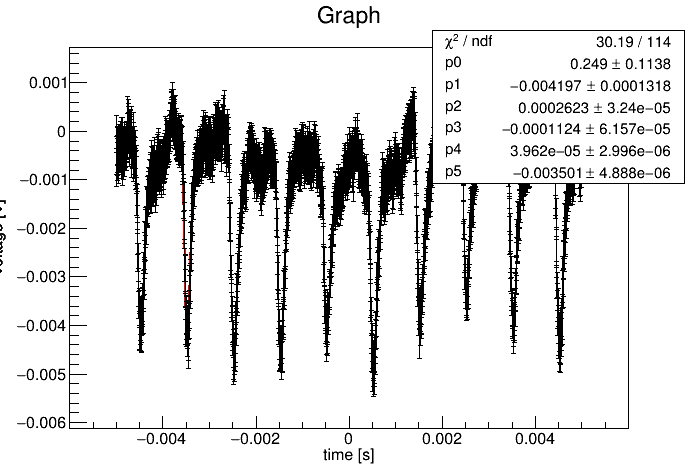 Graph
χ² / ndf 30.19 / 114
p0 0.249 ± 0.1138
p1 −0.004197 ± 0.0001318
p2 0.0002623 ± 3.24e−05
p3 −0.0001124 ± 6.157e−05
p4 3.962e−05 ± 2.996e−06
p5 −0.003501 ± 4.888e−06
0.001
0
−0.001
−0.002
−0.003
−0.004
−0.005
−0.006
−0.004 −0.002 0 0.002 0.004
time [s]